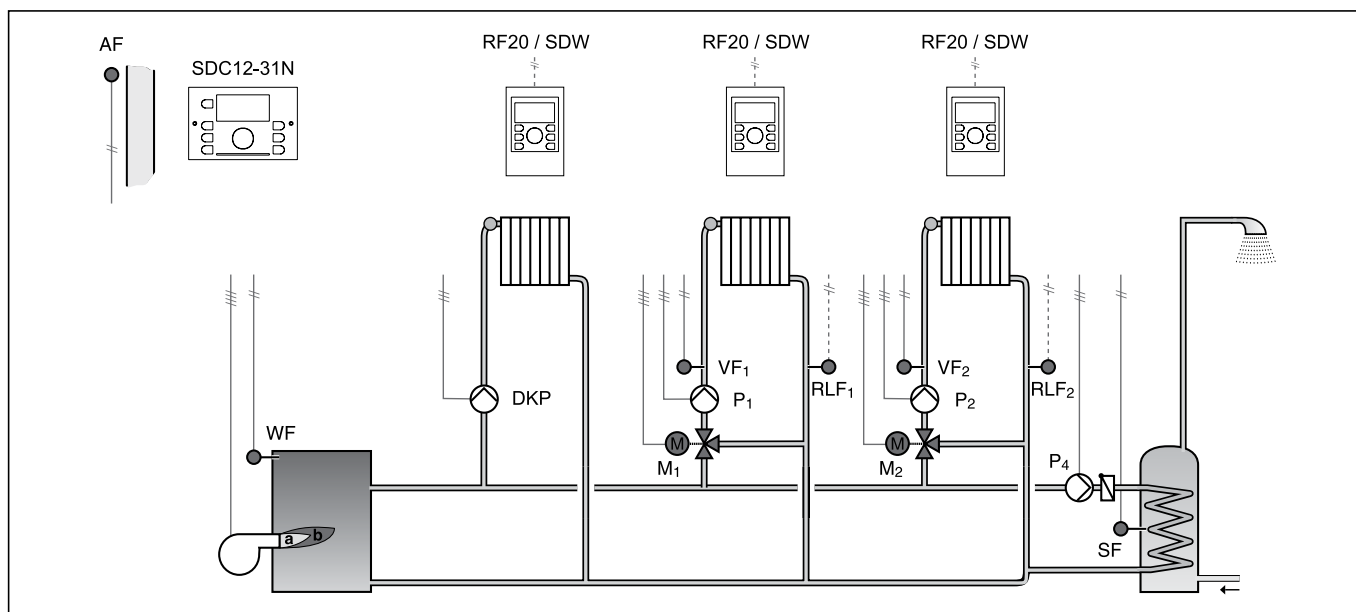 AF
SDC12-31N
RF20 / SDW
RF20 / SDW
RF20 / SDW
VF₁
RLF₁
VF₂
RLF₂
DKP
P₁
P₂
WF
M
M₁
M
M₂
P₄
a
b
SF